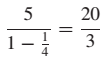 5 / (1 − 1/4) = 20/3